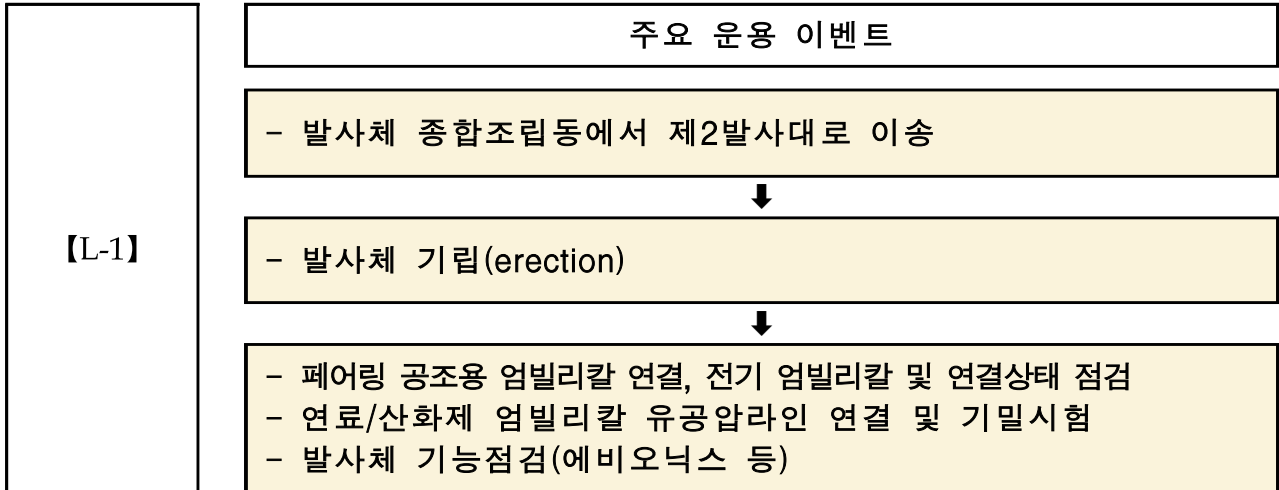 주요 운용 이벤트
- 발사체 종합조립동에서 제2발사대로 이송
【L-1】
- 발사체 기립(erection)
- 페어링 공조용 엄빌리칼 연결, 전기 엄빌리칼 및 연결상태 점검
- 연료/산화제 엄빌리칼 유공압라인 연결 및 기밀시험
- 발사체 기능점검(에비오닉스 등)